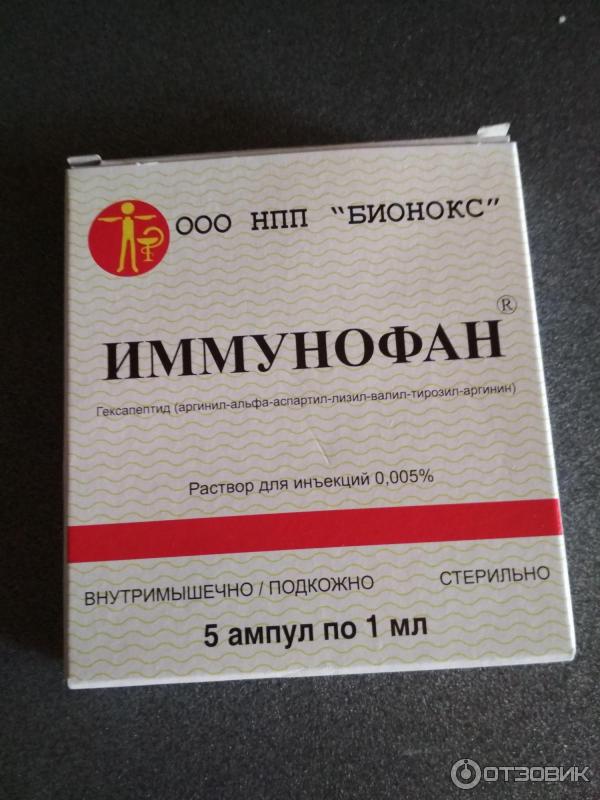 ООО НПП "БИОНОКС"
ИММУНОФАН®
Гексапептид (аргинил-альфа-аспартил-лизил-валил-тирозил-аргинин)
Раствор для инъекций 0,005%
ВНУТРИМЫШЕЧНО / ПОДКОЖНО СТЕРИЛЬНО
5 ампул по 1 мл
ОТЗОВИК